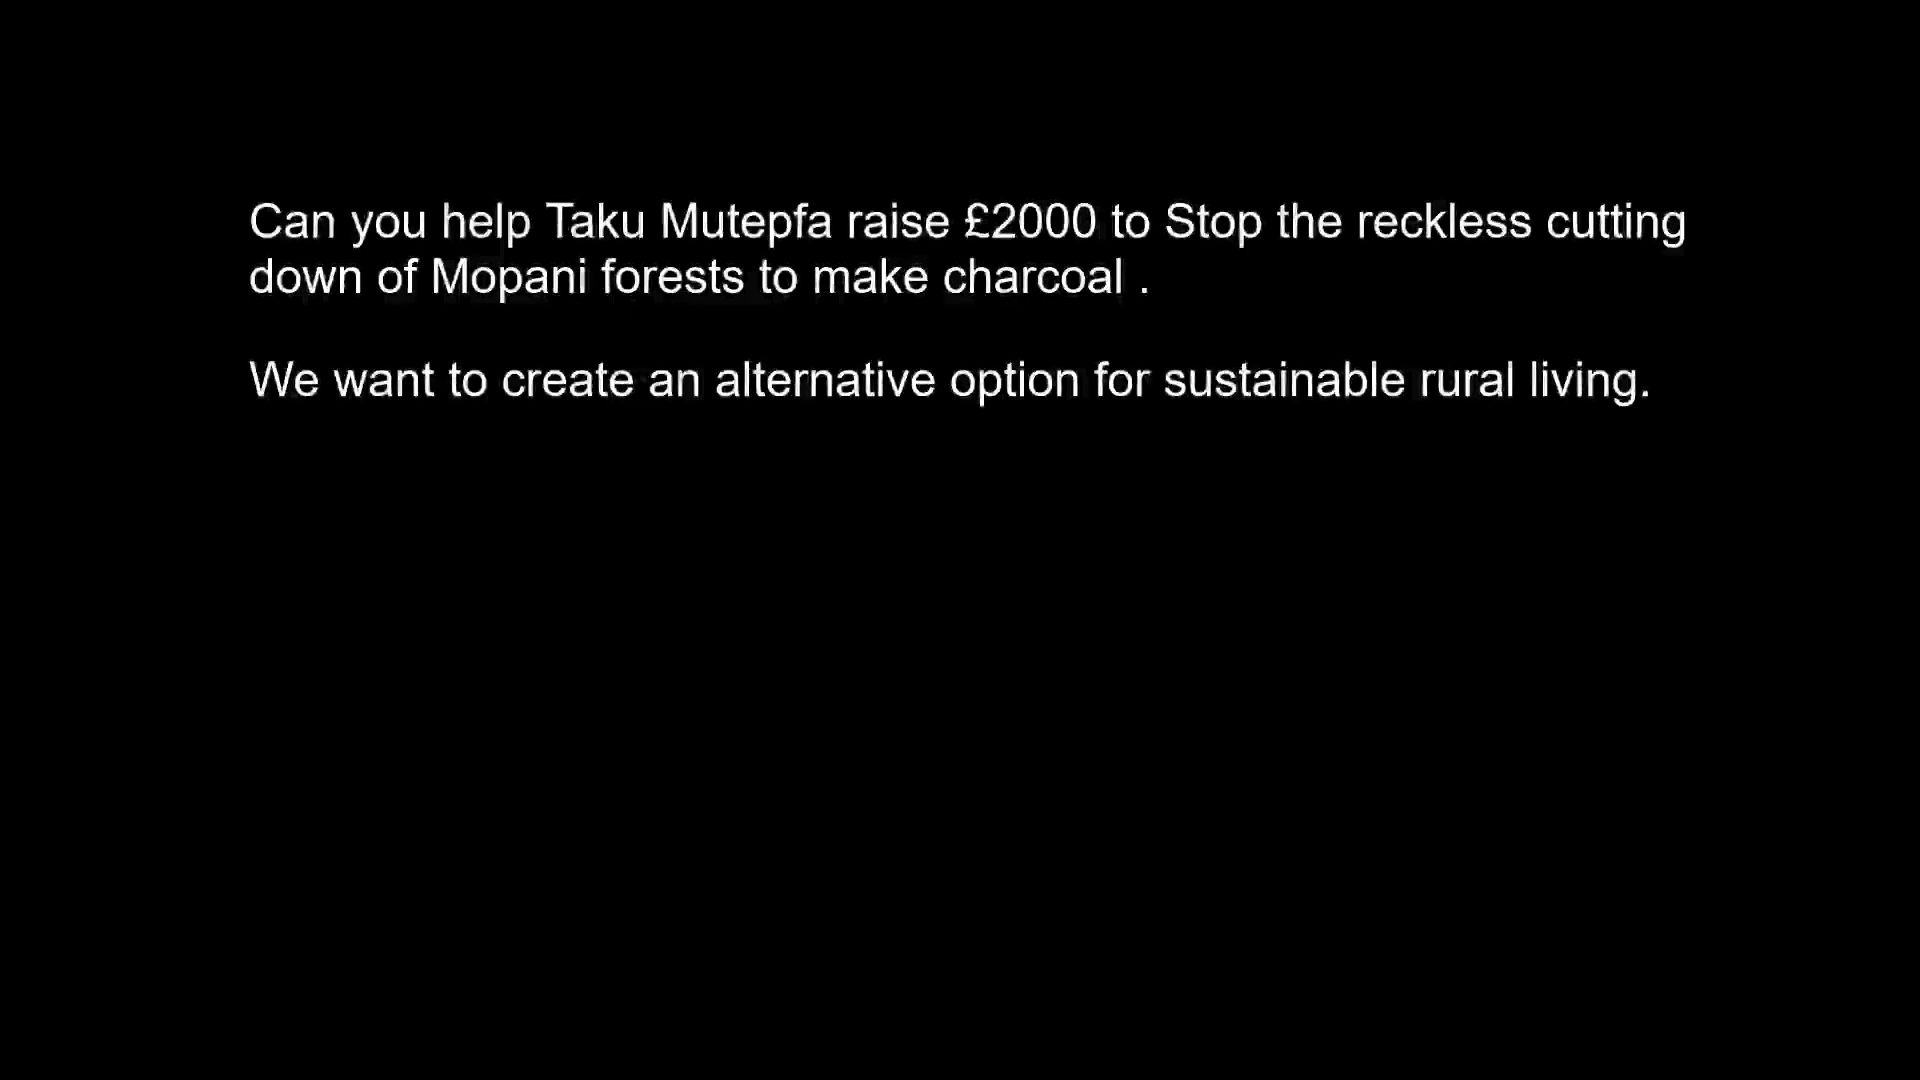 Can you help Taku Mutepfa raise £2000 to Stop the reckless cutting
down of Mopani forests to make charcoal .
We want to create an alternative option for sustainable rural living.